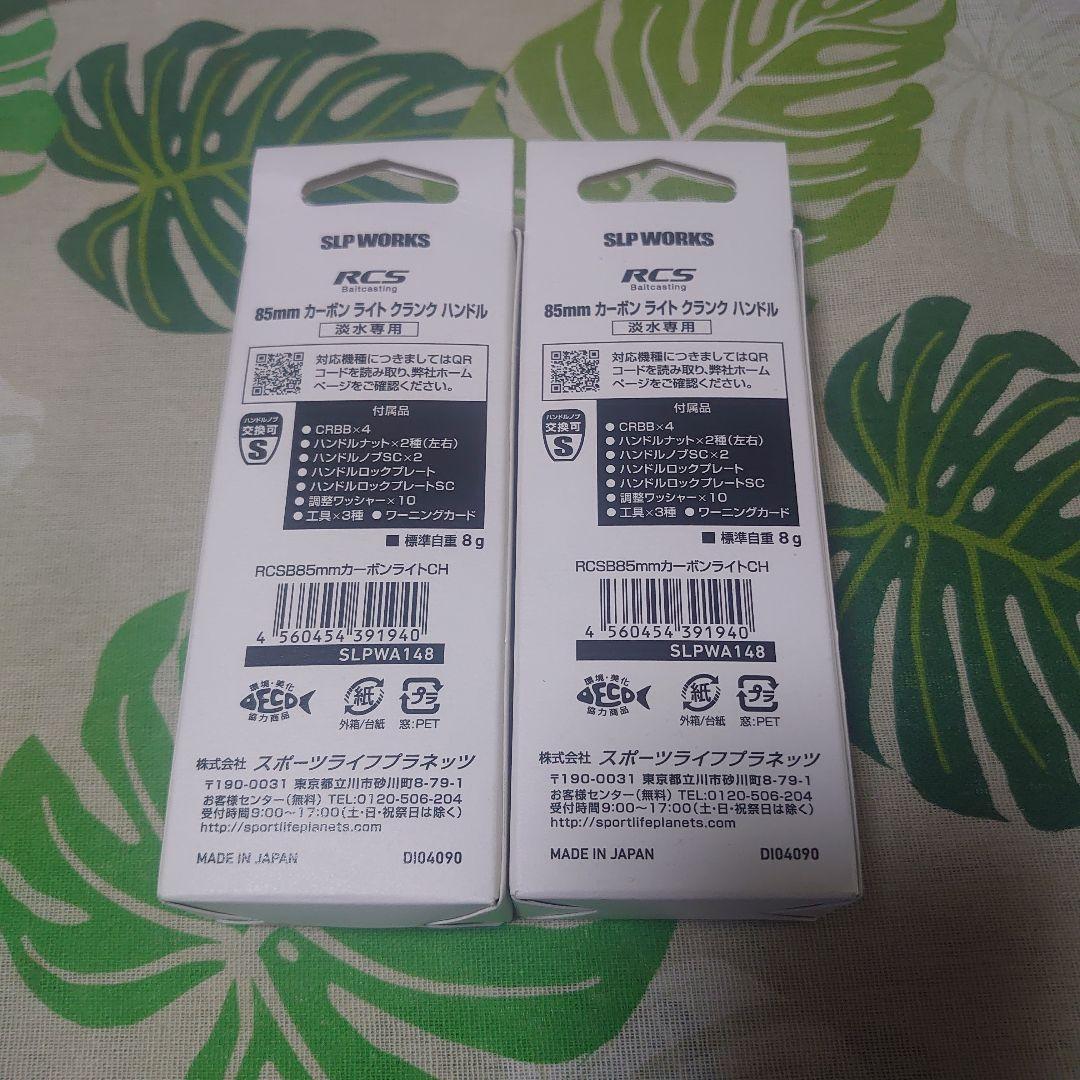 SLP WORKS
RCS
Baitcasting
85mm カーボン ライト クランク ハンドル
淡水専用
対応機種につきましてはQR
コードを読み取り、弊社ホーム
ページをご確認ください。
ハンドルノブ
交換可
S
付属品
● CRBB×4
● ハンドルナット×2種(左右)
● ハンドルノブSC×2
● ハンドルロックプレート
● ハンドルロックプレートSC
● 調整ワッシャー×10
● 工具×3種 ● ワーニングカード
■ 標準自重 8g
RCSB85mmカーボンライトCH
4 560454 391940
SLPWA148
環境・美化
ECO
協力商品
紙
外箱/台紙
プラ
窓:PET
株式会社 スポーツライフプラネッツ
〒190-0031 東京都立川市砂川町8-79-1
お客様センター(無料) TEL:0120-506-204
受付時間9:00〜17:00(土・日・祝祭日は除く)
http://sportlifeplanets.com
MADE IN JAPAN DI04090
SLP WORKS
RCS
Baitcasting
85mm カーボン ライト クランク ハンドル
淡水専用
対応機種につきましてはQR
コードを読み取り、弊社ホーム
ページをご確認ください。
ハンドルノブ
交換可
S
付属品
● CRBB×4
● ハンドルナット×2種(左右)
● ハンドルノブSC×2
● ハンドルロックプレート
● ハンドルロックプレートSC
● 調整ワッシャー×10
● 工具×3種 ● ワーニングカード
■ 標準自重 8g
RCSB85mmカーボンライトCH
4 560454 391940
SLPWA148
環境・美化
ECO
協力商品
紙
外箱/台紙
プラ
窓:PET
株式会社 スポーツライフプラネッツ
〒190-0031 東京都立川市砂川町8-79-1
お客様センター(無料) TEL:0120-506-204
受付時間9:00〜17:00(土・日・祝祭日は除く)
http://sportlifeplanets.com
MADE IN JAPAN DI04090